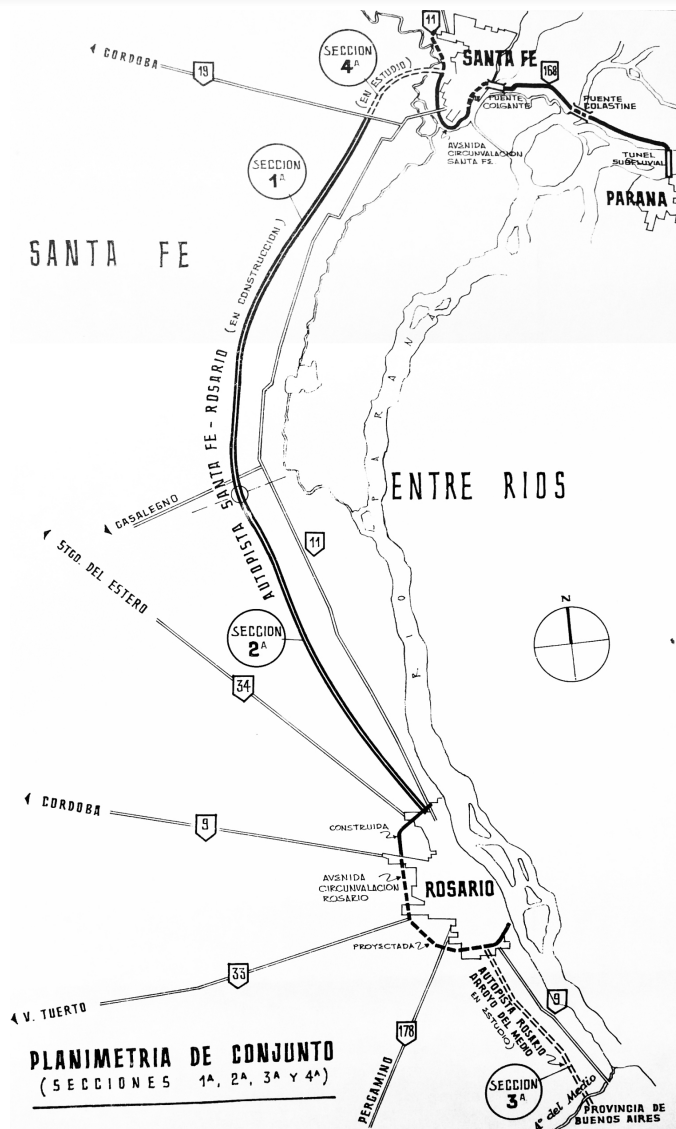 11
SECCION
4A
SANTA FE
CORDOBA
19
(EN ESTUDIO)
168
PUENTE
COLGANTE
PUENTE
COLASTINE
AVENIDA
CIRCUNVALACION
SANTA FE
TUNEL
SUBFLUVIAL
PARANA
SECCION
1A
SANTA FE
AUTOPISTA SANTA FE - ROSARIO (EN CONSTRUCCION)
RIO PARANA
ENTRE RIOS
CASALEGNO
11
STGO. DEL ESTERO
N
SECCION
2A
34
CORDOBA
9
CONSTRUIDA
AVENIDA
CIRCUNVALACION
ROSARIO
ROSARIO
PROYECTADA
33
V. TUERTO
AUTOPISTA ROSARIO
ARROYO DEL MEDIO
(EN ESTUDIO)
9
178
PERGAMINO
SECCION
3A
Aº del Medio
PROVINCIA DE
BUENOS AIRES
PLANIMETRIA DE CONJUNTO
(SECCIONES 1A, 2A, 3A Y 4A)